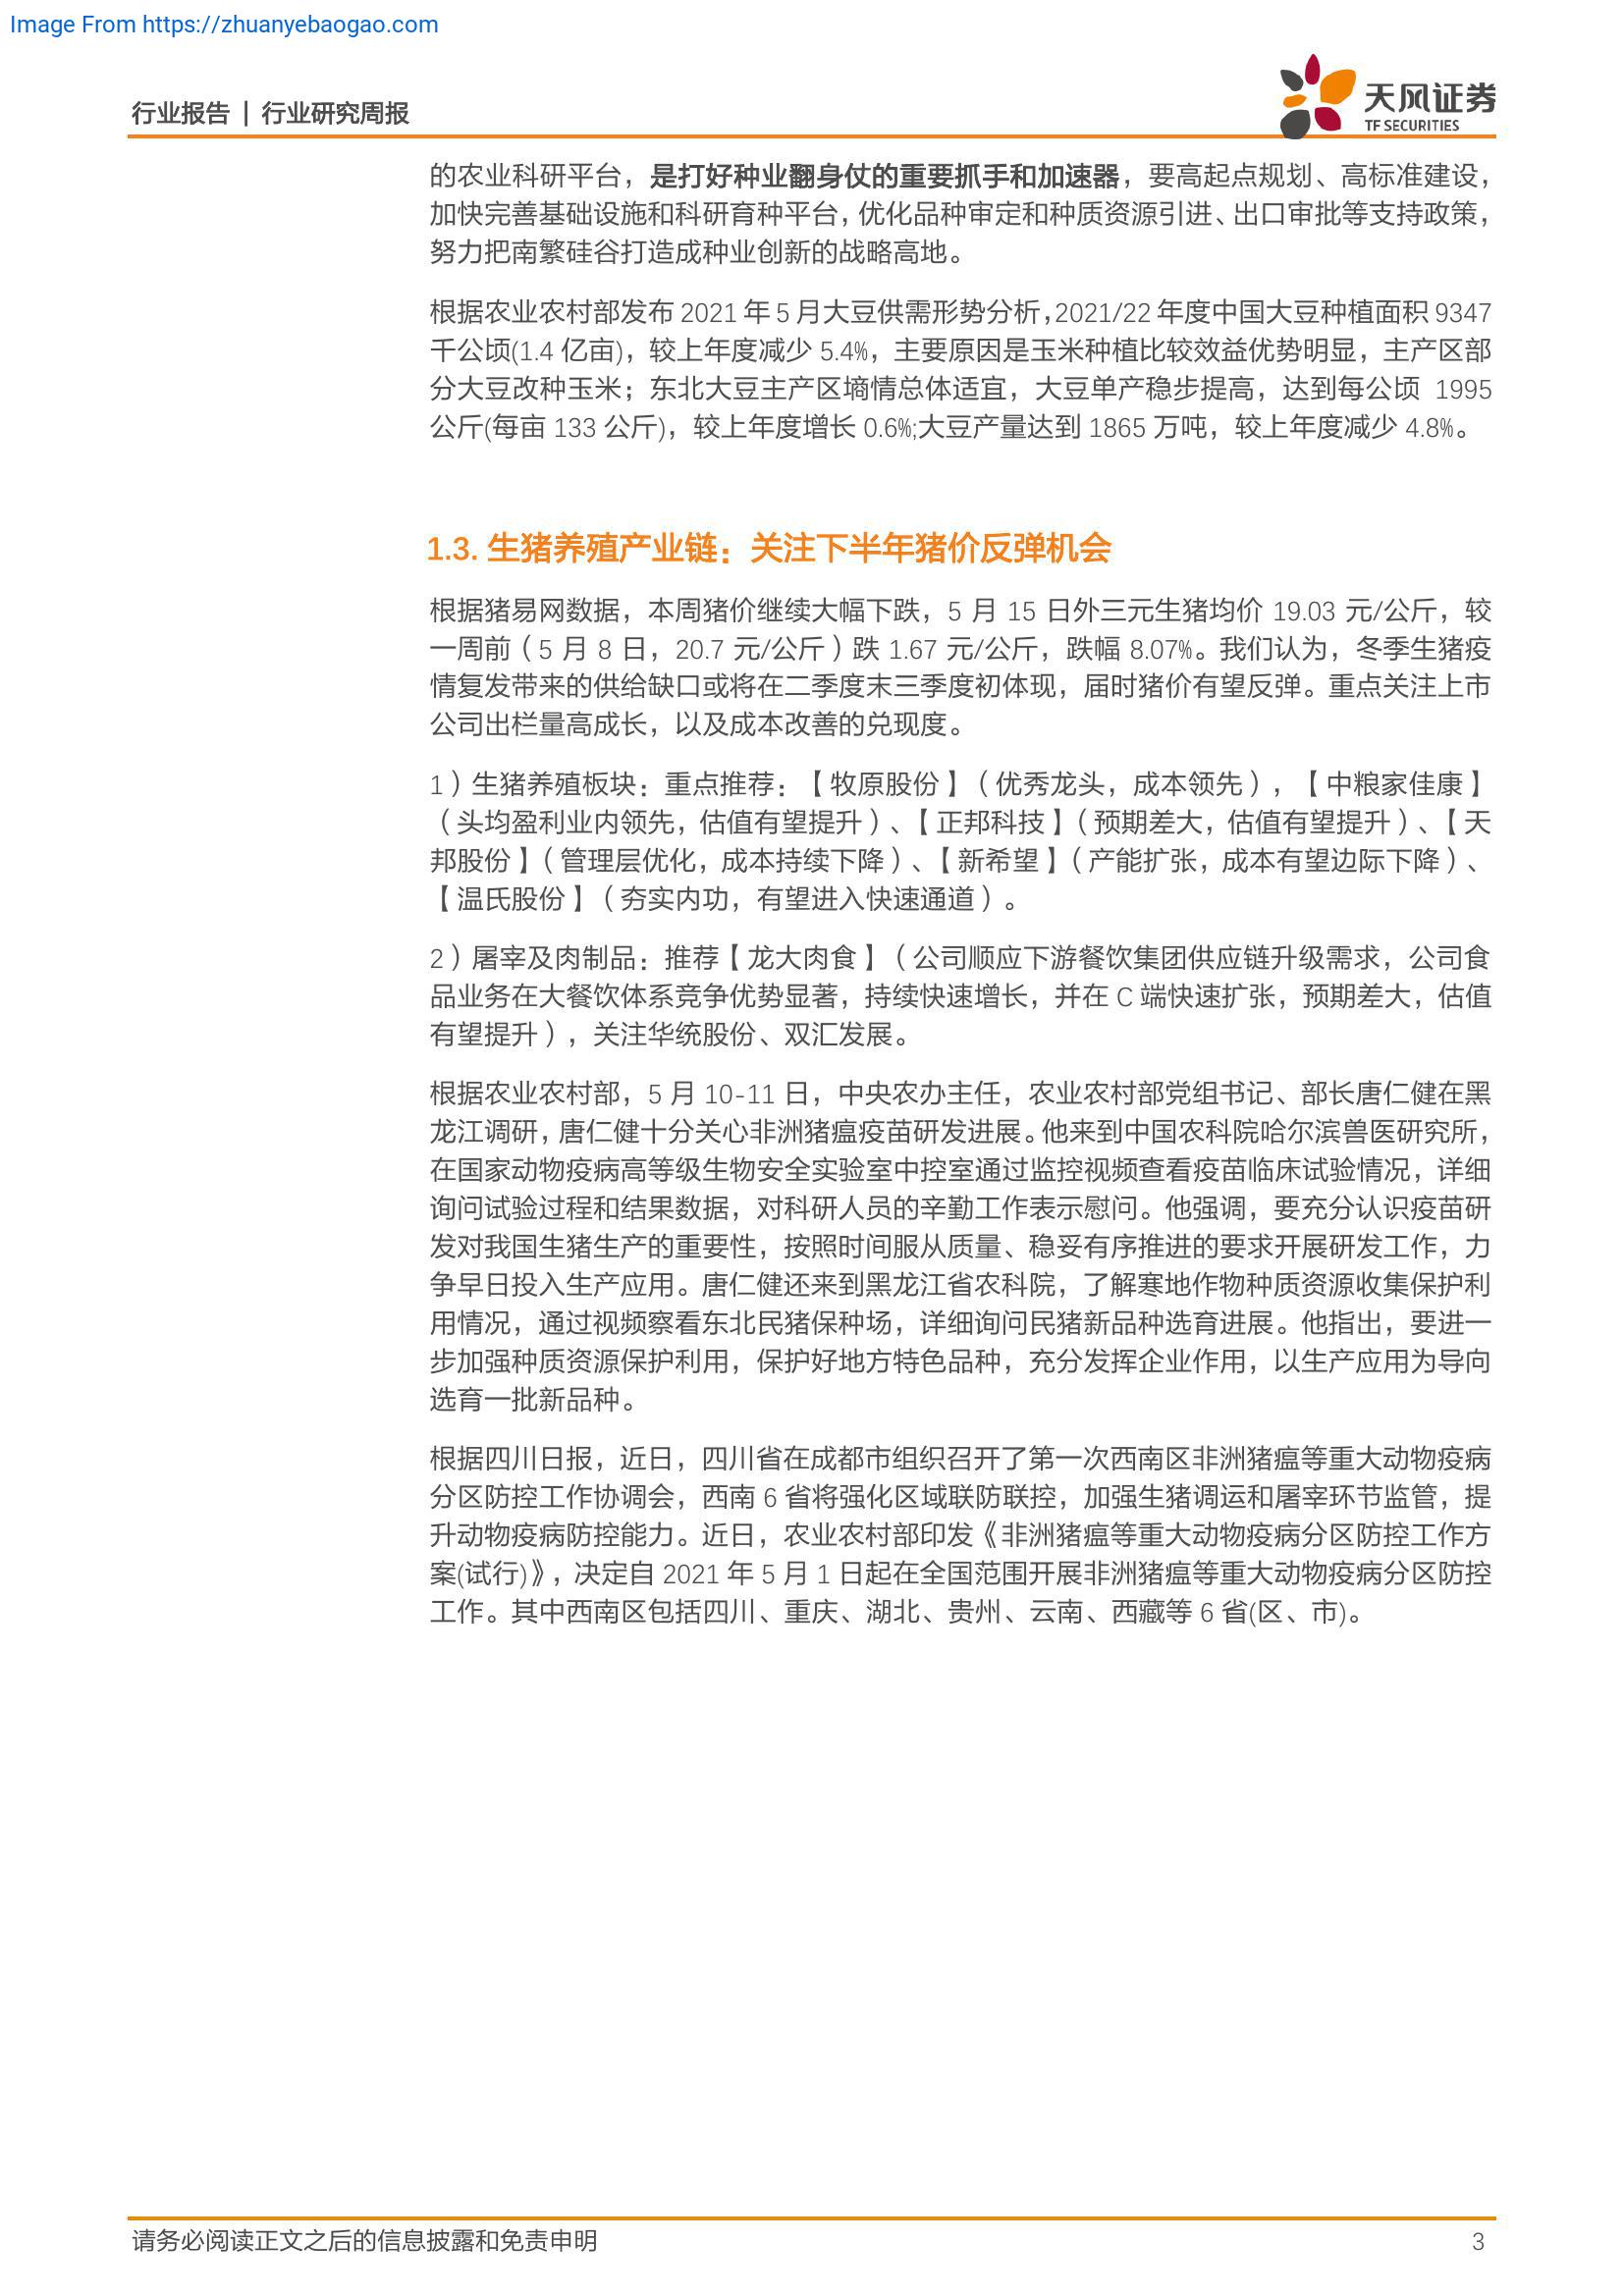 Image From https://zhuanyebaogao.com
行业报告 | 行业研究周报
天风证券
TF SECURITIES
的农业科研平台，是打好种业翻身仗的重要抓手和加速器，要高起点规划、高标准建设，
加快完善基础设施和科研育种平台，优化品种审定和种质资源引进、出口审批等支持政策，
努力把南繁硅谷打造成种业创新的战略高地。
根据农业农村部发布 2021 年 5 月大豆供需形势分析，2021/22 年度中国大豆种植面积 9347
千公顷(1.4 亿亩)，较上年度减少 5.4%，主要原因是玉米种植比较效益优势明显，主产区部
分大豆改种玉米；东北大豆主产区墒情总体适宜，大豆单产稳步提高，达到每公顷 1995
公斤(每亩 133 公斤)，较上年度增长 0.6%;大豆产量达到 1865 万吨，较上年度减少 4.8%。
1.3. 生猪养殖产业链：关注下半年猪价反弹机会
根据猪易网数据，本周猪价继续大幅下跌，5 月 15 日外三元生猪均价 19.03 元/公斤，较
一周前（5 月 8 日，20.7 元/公斤）跌 1.67 元/公斤，跌幅 8.07%。我们认为，冬季生猪疫
情复发带来的供给缺口或将在二季度末三季度初体现，届时猪价有望反弹。重点关注上市
公司出栏量高成长，以及成本改善的兑现度。
1）生猪养殖板块：重点推荐：【牧原股份】（优秀龙头，成本领先），【中粮家佳康】
（头均盈利业内领先，估值有望提升）、【正邦科技】（预期差大，估值有望提升）、【天
邦股份】（管理层优化，成本持续下降）、【新希望】（产能扩张，成本有望边际下降）、
【温氏股份】（夯实内功，有望进入快速通道）。
2）屠宰及肉制品：推荐【龙大肉食】（公司顺应下游餐饮集团供应链升级需求，公司食
品业务在大餐饮体系竞争优势显著，持续快速增长，并在 C 端快速扩张，预期差大，估值
有望提升），关注华统股份、双汇发展。
根据农业农村部，5 月 10-11 日，中央农办主任，农业农村部党组书记、部长唐仁健在黑
龙江调研，唐仁健十分关心非洲猪瘟疫苗研发进展。他来到中国农科院哈尔滨兽医研究所，
在国家动物疫病高等级生物安全实验室中控室通过监控视频查看疫苗临床试验情况，详细
询问试验过程和结果数据，对科研人员的辛勤工作表示慰问。他强调，要充分认识疫苗研
发对我国生猪生产的重要性，按照时间服从质量、稳妥有序推进的要求开展研发工作，力
争早日投入生产应用。唐仁健还来到黑龙江省农科院，了解寒地作物种质资源收集保护利
用情况，通过视频察看东北民猪保种场，详细询问民猪新品种选育进展。他指出，要进一
步加强种质资源保护利用，保护好地方特色品种，充分发挥企业作用，以生产应用为导向
选育一批新品种。
根据四川日报，近日，四川省在成都市组织召开了第一次西南区非洲猪瘟等重大动物疫病
分区防控工作协调会，西南 6 省将强化区域联防联控，加强生猪调运和屠宰环节监管，提
升动物疫病防控能力。近日，农业农村部印发《非洲猪瘟等重大动物疫病分区防控工作方
案(试行)》，决定自 2021 年 5 月 1 日起在全国范围开展非洲猪瘟等重大动物疫病分区防控
工作。其中西南区包括四川、重庆、湖北、贵州、云南、西藏等 6 省(区、市)。
请务必阅读正文之后的信息披露和免责申明
3